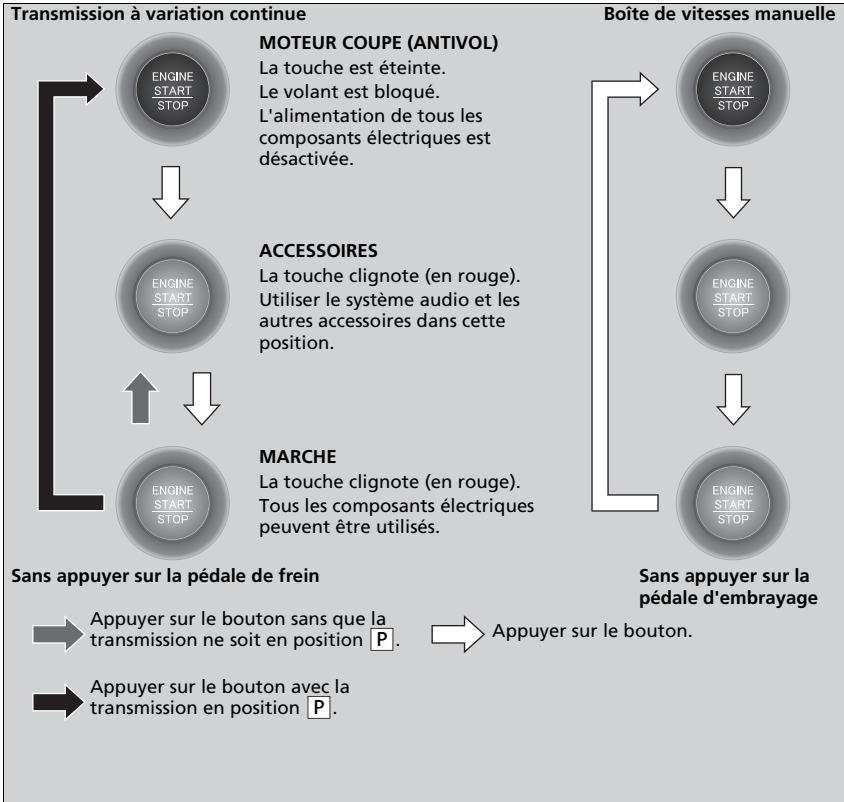 Transmission à variation continue
Boîte de vitesses manuelle
ENGINE
START
STOP
MOTEUR COUPE (ANTIVOL)
La touche est éteinte.
Le volant est bloqué.
L'alimentation de tous les
composants électriques est
désactivée.
ENGINE
START
STOP
ENGINE
START
STOP
ACCESSOIRES
La touche clignote (en rouge).
Utiliser le système audio et les
autres accessoires dans cette
position.
ENGINE
START
STOP
ENGINE
START
STOP
MARCHE
La touche clignote (en rouge).
Tous les composants électriques
peuvent être utilisés.
ENGINE
START
STOP
Sans appuyer sur la pédale de frein
Sans appuyer sur la
pédale d'embrayage
Appuyer sur le bouton sans que la
transmission ne soit en position P.
Appuyer sur le bouton.
Appuyer sur le bouton avec la
transmission en position P.